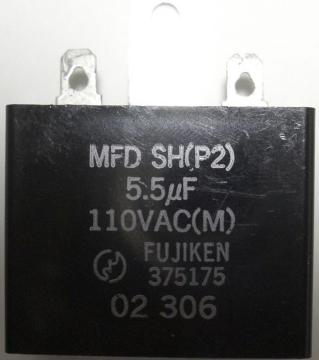 MFD SH(P2)
5.5µF
110VAC(M)
FUJIKEN
375175
02 306